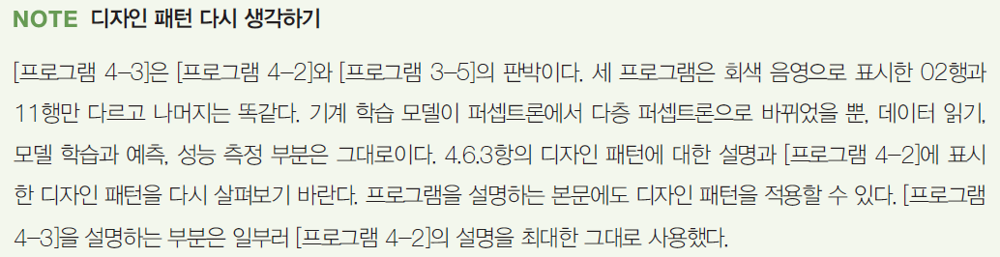 NOTE 디자인 패턴 다시 생각하기
[프로그램 4-3]은 [프로그램 4-2]와 [프로그램 3-5]의 판박이다. 세 프로그램은 회색 음영으로 표시한 02행과
11행만 다르고 나머지는 똑같다. 기계 학습 모델이 퍼셉트론에서 다층 퍼셉트론으로 바뀌었을 뿐, 데이터 읽기,
모델 학습과 예측, 성능 측정 부분은 그대로이다. 4.6.3항의 디자인 패턴에 대한 설명과 [프로그램 4-2]에 표시
한 디자인 패턴을 다시 살펴보기 바란다. 프로그램을 설명하는 본문에도 디자인 패턴을 적용할 수 있다. [프로그램
4-3]을 설명하는 부분은 일부러 [프로그램 4-2]의 설명을 최대한 그대로 사용했다.